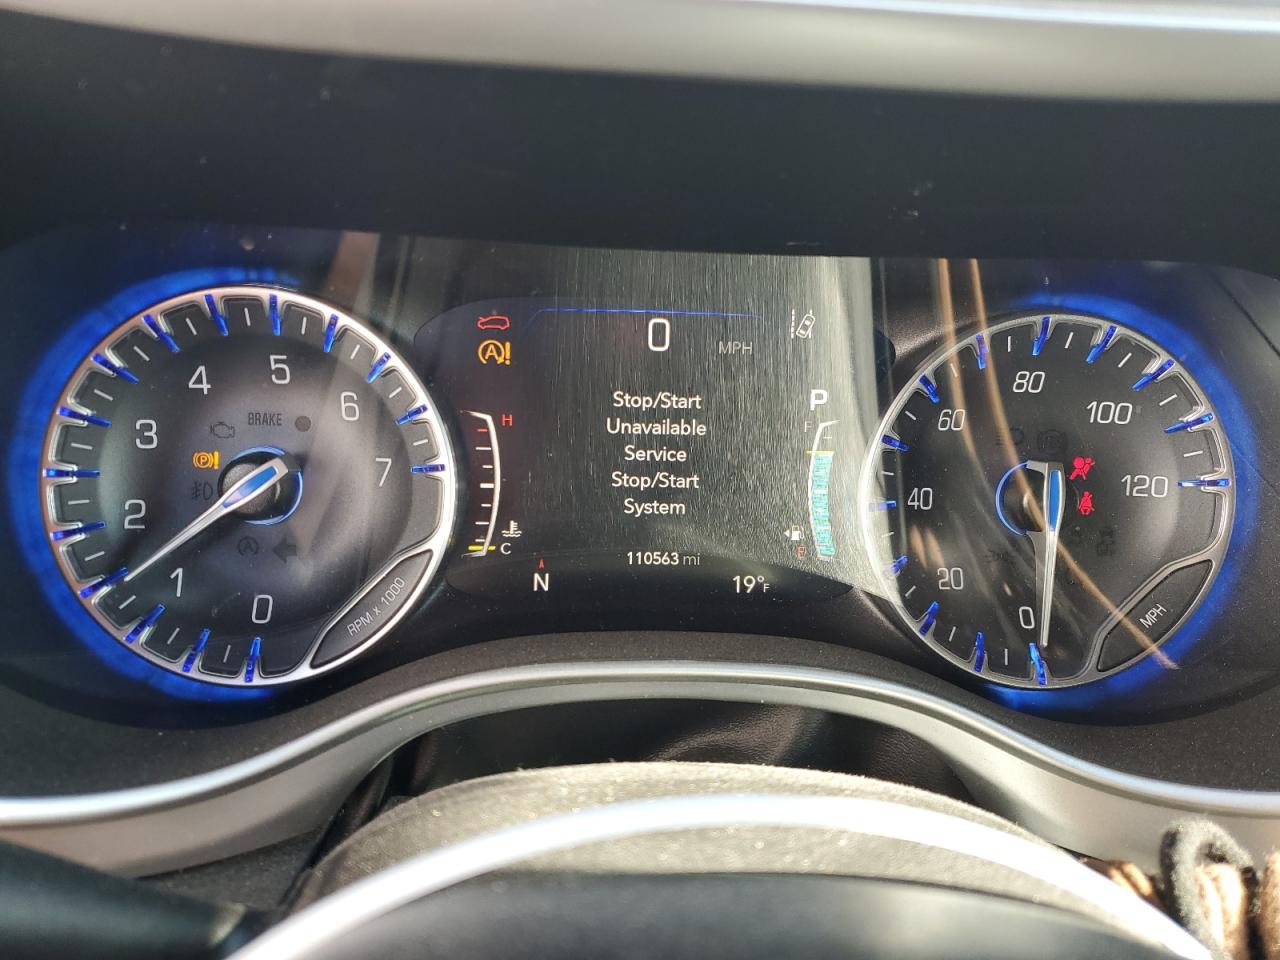 0
MPH
Stop/Start
Unavailable
Service
Stop/Start
System
110563 mi
N
19°F
P
F
E
H
C
A!
BRAKE
(P)!
0
1
2
3
4
5
6
7
RPM x 1000
0
20
40
60
80
100
120
MPH